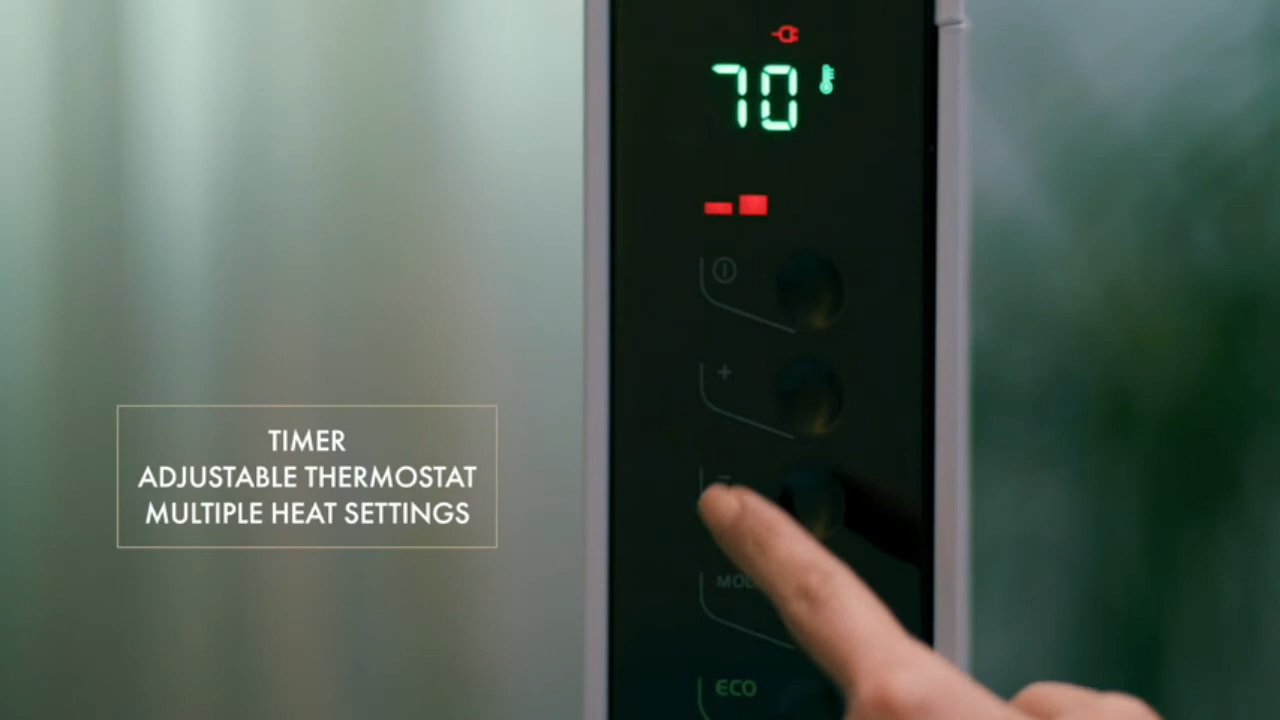 70
+
TIMER
ADJUSTABLE THERMOSTAT
MULTIPLE HEAT SETTINGS
ECO